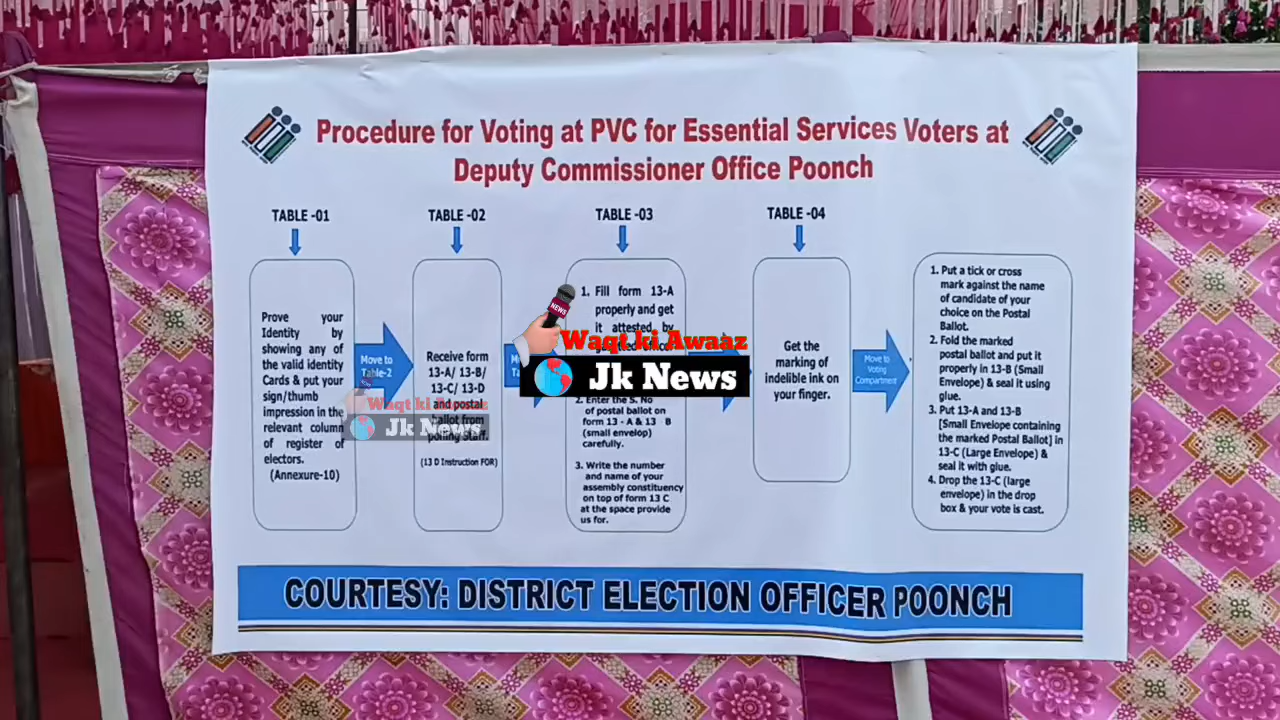 Procedure for Voting at PVC for Essential Services Voters at
Deputy Commissioner Office Poonch
TABLE -01
Prove your
Identity by
showing any of
the valid identity
Cards & put your
sign/thumb
impression in the
relevant column
of register of
electors.
(Annexure-10)
Move to
Table-2
TABLE -02
Receive form
13-A/ 13-B/
13-C/ 13-D
and postal
ballot from
polling Staff.
(13 D Instruction FOR)
TABLE -03
1. Fill form 13-A
properly and get
it attested by
2. Enter the S. No
of postal ballot on
form 13 - A & 13 B
(small envelop)
carefully.
3. Write the number
and name of your
assembly constituency
on top of form 13 C
at the space provide
us for.
TABLE -04
Get the
marking of
indelible ink on
your finger.
Move to
Voting
Compartment
1. Put a tick or cross
mark against the name
of candidate of your
choice on the Postal
Ballot.
2. Fold the marked
postal ballot and put it
properly in 13-B (Small
Envelope) & seal it using
glue.
3. Put 13-A and 13-B
[Small Envelope containing
the marked Postal Ballot] in
13-C (Large Envelope) &
seal it with glue.
4. Drop the 13-C (large
envelope) in the drop
box & your vote is cast.
COURTESY: DISTRICT ELECTION OFFICER POONCH
NEWS
Waqt ki Awaaz
Jk News
Waqt ki Awaaz
Jk News